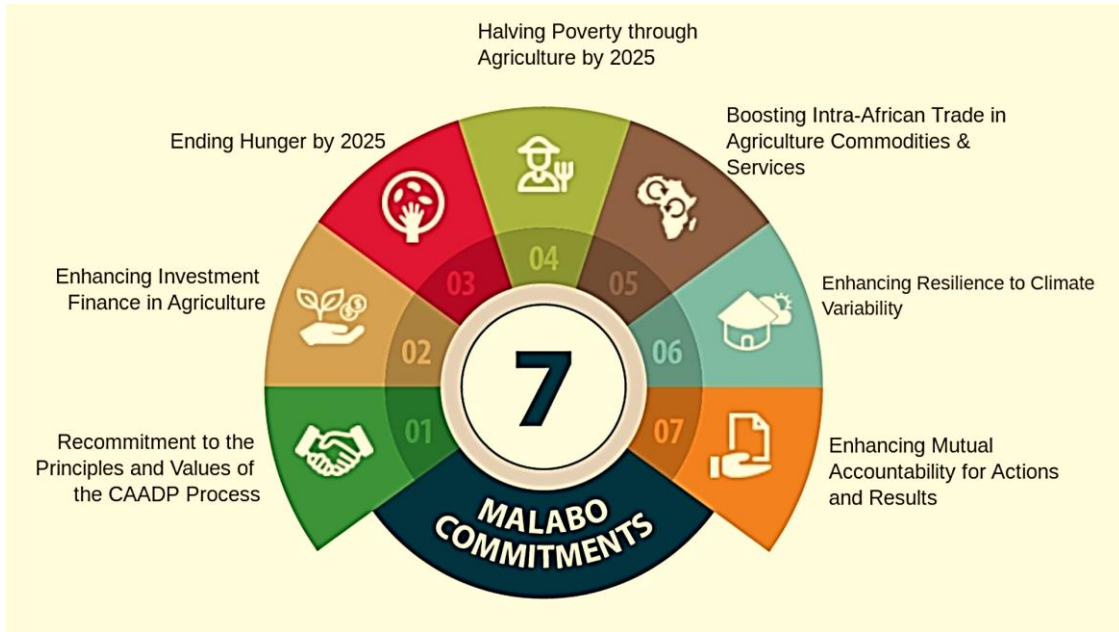 Halving Poverty through
Agriculture by 2025
Ending Hunger by 2025
Boosting Intra-African Trade in
Agriculture Commodities &
Services
Enhancing Investment
Finance in Agriculture
Enhancing Resilience to Climate
Variability
Recommitment to the
Principles and Values of
the CAADP Process
Enhancing Mutual
Accountability for Actions
and Results
01
02
03
04
05
06
07
7
MALABO
COMMITMENTS